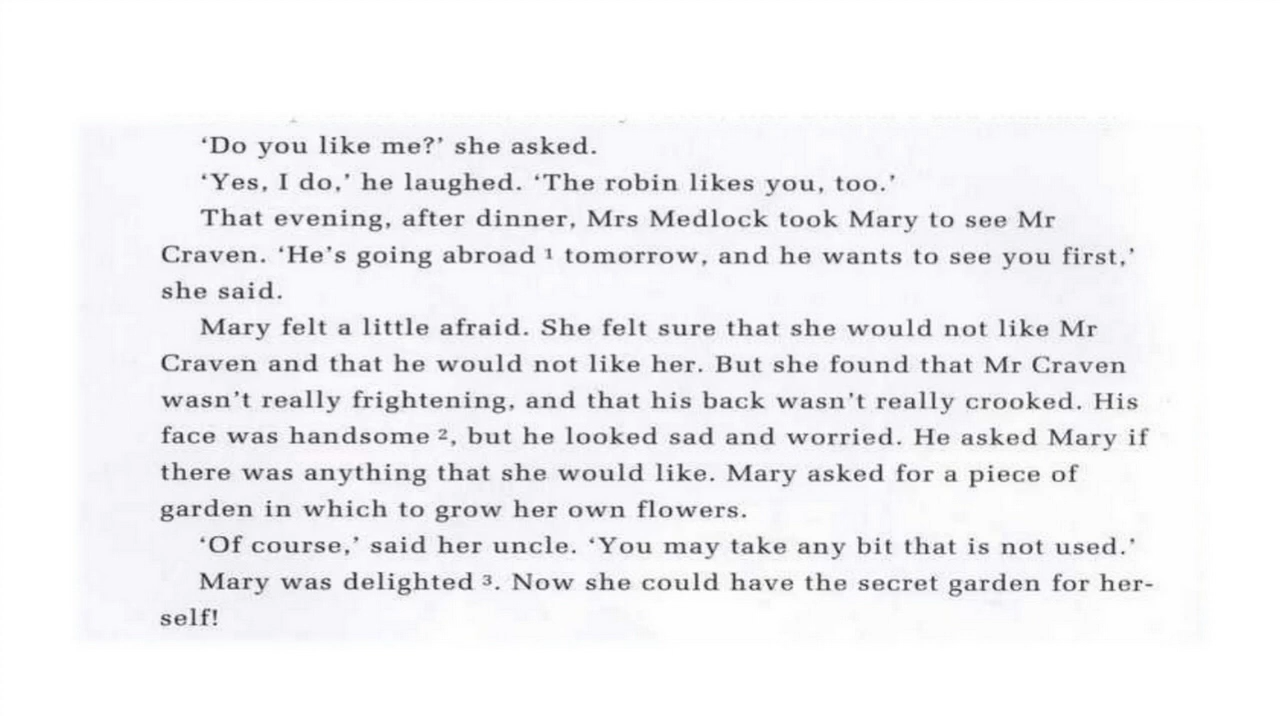 ‘Do you like me?’ she asked.
‘Yes, I do,’ he laughed. ‘The robin likes you, too.’
That evening, after dinner, Mrs Medlock took Mary to see Mr
Craven. ‘He’s going abroad ¹ tomorrow, and he wants to see you first,’
she said.
Mary felt a little afraid. She felt sure that she would not like Mr
Craven and that he would not like her. But she found that Mr Craven
wasn’t really frightening, and that his back wasn’t really crooked. His
face was handsome ², but he looked sad and worried. He asked Mary if
there was anything that she would like. Mary asked for a piece of
garden in which to grow her own flowers.
‘Of course,’ said her uncle. ‘You may take any bit that is not used.’
Mary was delighted ³. Now she could have the secret garden for her-
self!